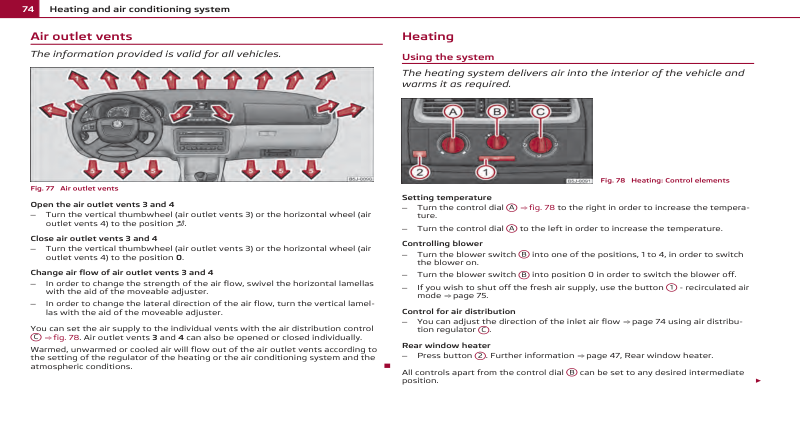 74 Heating and air conditioning system
Air outlet vents
The information provided is valid for all vehicles.
1 1 1 1 1 1 1 1
2 3 3 4 2
5 5 5 5 5 5
B5J-0090
Fig. 77 Air outlet vents
Open the air outlet vents 3 and 4
– Turn the vertical thumbwheel (air outlet vents 3) or the horizontal wheel (air
outlet vents 4) to the position .
Close air outlet vents 3 and 4
– Turn the vertical thumbwheel (air outlet vents 3) or the horizontal wheel (air
outlet vents 4) to the position 0.
Change air flow of air outlet vents 3 and 4
– In order to change the strength of the air flow, swivel the horizontal lamellas
with the aid of the moveable adjuster.
– In order to change the lateral direction of the air flow, turn the vertical lamel-
las with the aid of the moveable adjuster.
You can set the air supply to the individual vents with the air distribution control
C ⇒ fig. 78. Air outlet vents 3 and 4 can also be opened or closed individually.
Warmed, unwarmed or cooled air will flow out of the air outlet vents according to
the setting of the regulator of the heating or the air conditioning system and the
atmospheric conditions.
Heating
Using the system
The heating system delivers air into the interior of the vehicle and
warms it as required.
A B C
2 1
B5J-0091
Fig. 78 Heating: Control elements
Setting temperature
– Turn the control dial A ⇒ fig. 78 to the right in order to increase the tempera-
ture.
– Turn the control dial A to the left in order to increase the temperature.
Controlling blower
– Turn the blower switch B into one of the positions, 1 to 4, in order to switch
the blower on.
– Turn the blower switch B into position 0 in order to switch the blower off.
– If you wish to shut off the fresh air supply, use the button 1 - recirculated air
mode ⇒ page 75.
Control for air distribution
– You can adjust the direction of the inlet air flow ⇒ page 74 using air distribu-
tion regulator C.
Rear window heater
– Press button 2. Further information ⇒ page 47, Rear window heater.
All controls apart from the control dial B can be set to any desired intermediate
position.